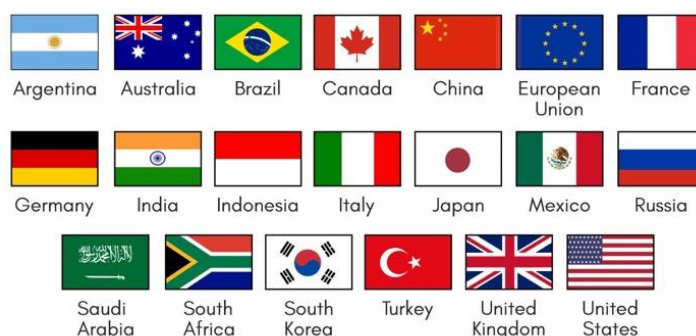 Argentina Australia Brazil Canada China European Union France
Germany India Indonesia Italy Japan Mexico Russia
Saudi Arabia South Africa South Korea Turkey United Kingdom United States